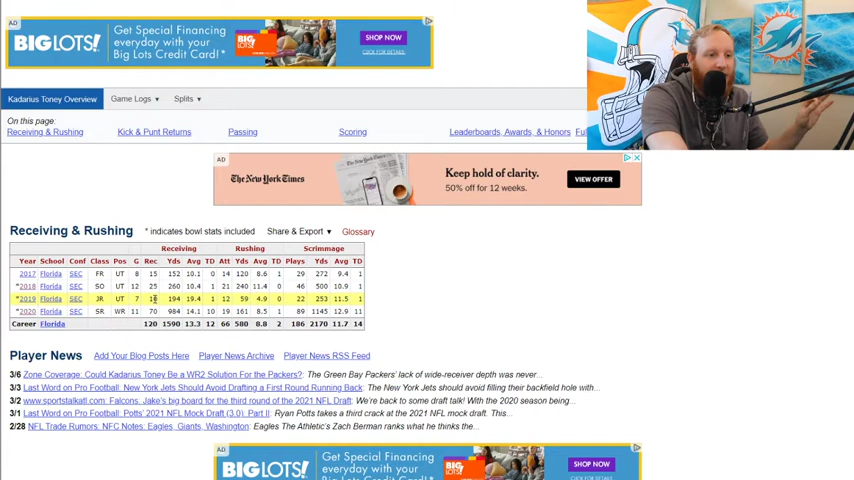 AD
BIG LOTS!
Get Special Financing
everyday with your
Big Lots Credit Card!*
SHOP NOW
CLICK FOR DETAILS
Kadarius Toney Overview Game Logs ▼ Splits ▼
On this page:
Receiving & Rushing Kick & Punt Returns Passing Scoring Leaderboards, Awards, & Honors
AD
The New York Times
Keep hold of clarity.
50% off for 12 weeks.
VIEW OFFER
Receiving & Rushing * indicates bowl stats included Share & Export ▼ Glossary
Receiving Rushing Scrimmage
Year School Conf Class Pos G Rec Yds Avg TD Att Yds Avg TD Plays Yds Avg TD
2017 Florida SEC FR UT 8 15 152 10.1 0 14 120 8.6 1 29 272 9.4 1
*2018 Florida SEC SO UT 12 25 260 10.4 1 21 240 11.4 0 46 500 10.9 1
*2019 Florida SEC JR UT 7 194 19.4 1 12 59 4.9 0 22 253 11.5 1
*2020 Florida SEC SR WR 11 70 984 14.1 10 19 161 8.5 1 89 1145 12.9 11
Career Florida 120 1590 13.3 12 66 580 8.8 2 186 2170 11.7 14
Player News Add Your Blog Posts Here Player News Archive Player News RSS Feed
3/6 Zone Coverage: Could Kadarius Toney Be a WR2 Solution For the Packers? The Green Bay Packers' lack of wide-receiver depth was never...
3/3 Last Word on Pro Football: New York Jets Should Avoid Drafting a First Round Running Back The New York Jets should avoid filling their backfield hole with...
3/2 www.sportstalkatl.com: Falcons: Jake's big board for the third round of the 2021 NFL Draft We're back to some draft talk! With the 2020 season being...
3/1 Last Word on Pro Football: Potts' 2021 NFL Mock Draft (3.0): Part II Ryan Potts takes a third crack at the 2021 NFL mock draft. This...
2/28 NFL Trade Rumors: NFC Notes: Eagles, Giants, Washington Eagles The Athletic's Zach Berman ranks what he thinks the...
AD
BIG LOTS!
Get Special Financing
everyday with your
Big Lots Credit Card!*
SHOP NOW